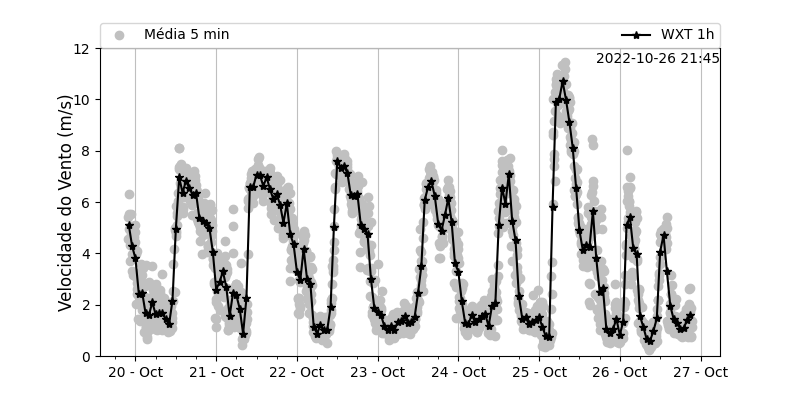 Média 5 min
WXT 1h
2022-10-26 21:45
Velocidade do Vento (m/s)
12
10
8
6
4
2
0
20 - Oct
21 - Oct
22 - Oct
23 - Oct
24 - Oct
25 - Oct
26 - Oct
27 - Oct